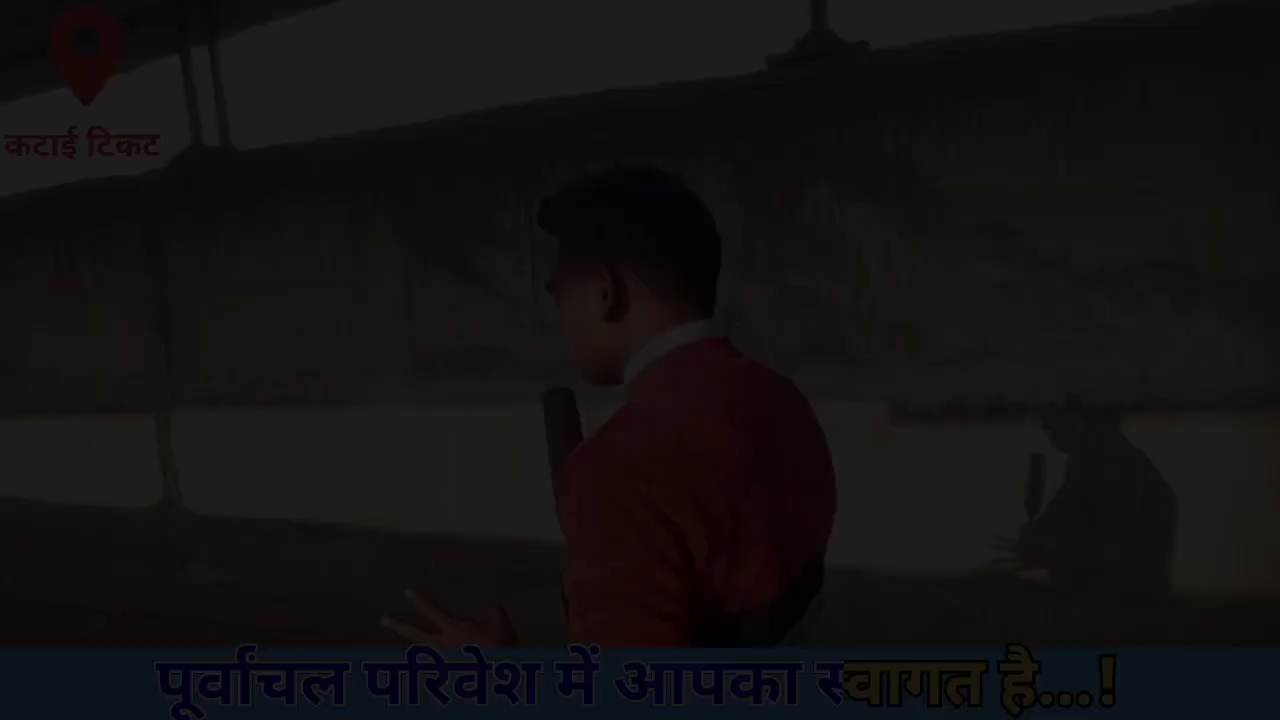 कटाई टिकट
पूर्वांचल परिवेश में आपका स्वागत है...!